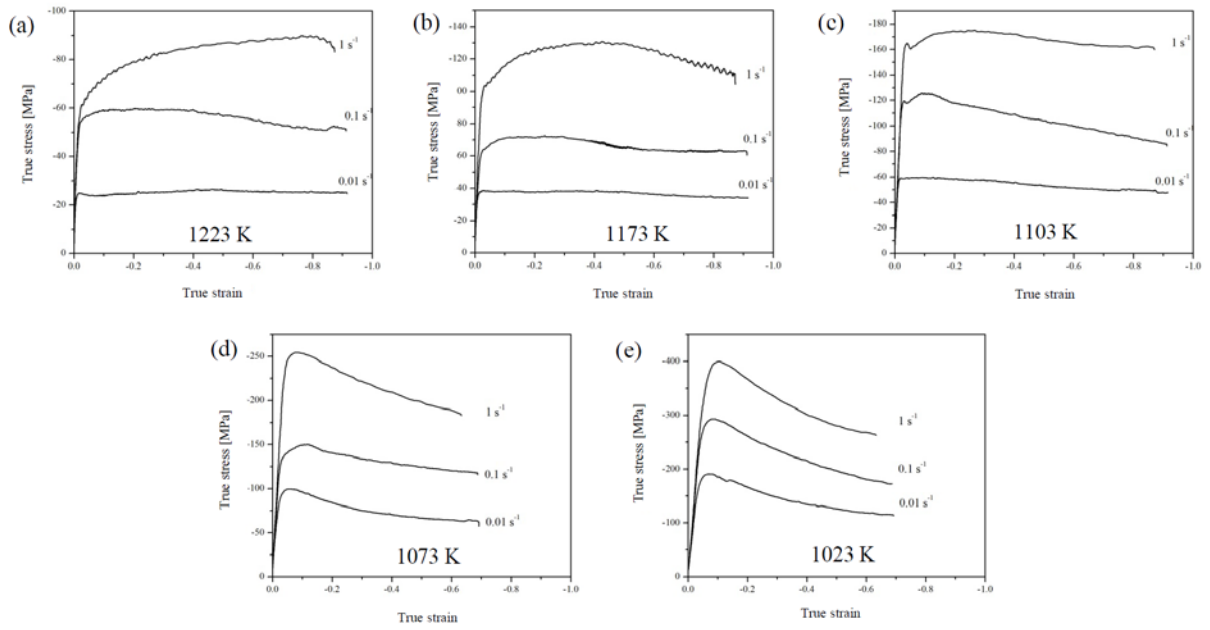 (a)
-100
-80
-60
-40
-20
0
True stress [MPa]
1 s-1
0.1 s-1
0.01 s-1
1223 K
0.0 -0.2 -0.4 -0.6 -0.8 -1.0
True strain
(b)
-140
-120
00
-80
60
-40
-20
0
True stress [MPa]
1 s-1
0.1 s-1
0.01 s-1
1173 K
0.0 -0.2 -0.4 -0.6 -0.8 -1.0
True strain
(c)
-180
-160
-140
-120
-100
-80
-60
-40
-20
0
True stress [MPa]
1 s-1
0.1 s-1
0.01 s-1
1103 K
0.0 -0.2 -0.4 -0.6 -0.8 -1.0
True strain
(d)
-250
-200
-150
-100
-50
0
True stress [MPa]
1 s-1
0.1 s-1
0.01 s-1
1073 K
0.0 -0.2 -0.4 -0.6 -0.8 -1.0
True strain
(e)
-400
-300
-200
-100
0
True stress [MPa]
1 s-1
0.1 s-1
0.01 s-1
1023 K
0.0 -0.2 -0.4 -0.6 -0.8 -1.0
True strain